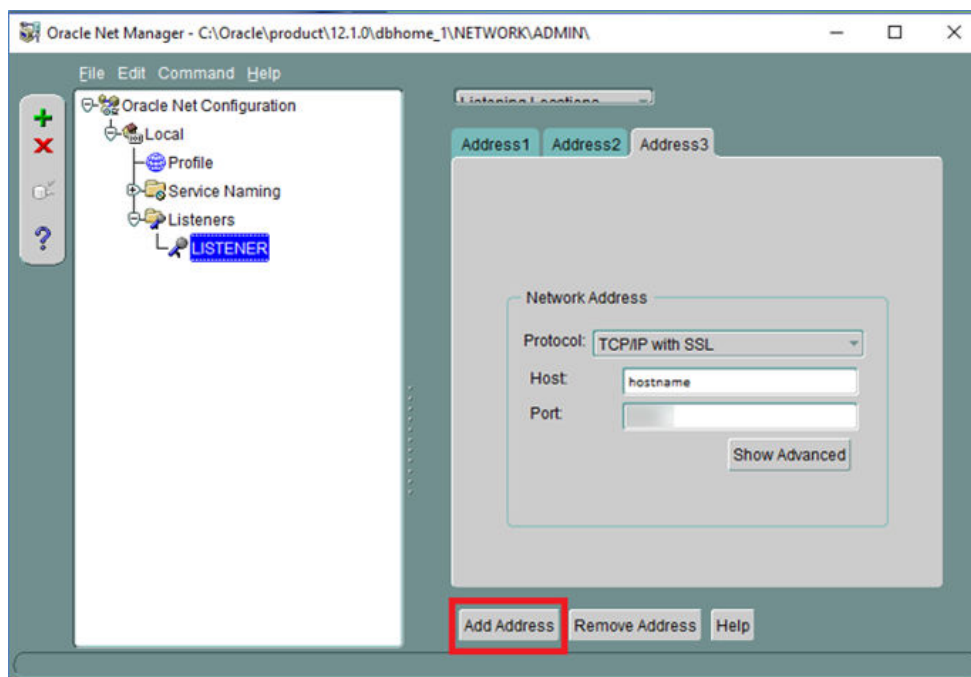 Oracle Net Manager - C:\Oracle\product\12.1.0\dbhome_1\NETWORK\ADMIN\
File Edit Command Help
Oracle Net Configuration
Local
Profile
Service Naming
Listeners
LISTENER
Listening Locations
Address1 Address2 Address3
Network Address
Protocol: TCP/IP with SSL
Host: hostname
Port:
Show Advanced
Add Address Remove Address Help